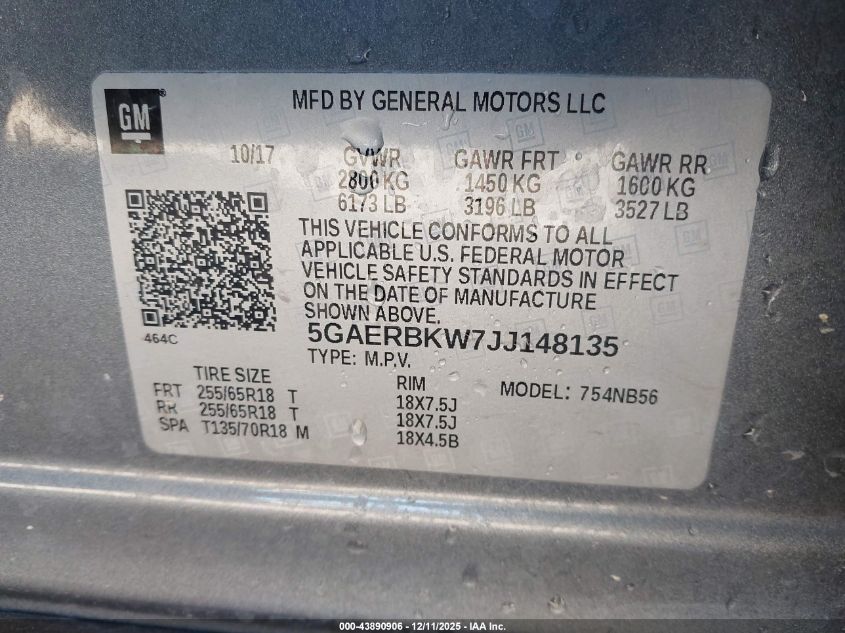 GM®
MFD BY GENERAL MOTORS LLC
10/17 GVWR GAWR FRT GAWR RR
2800 KG 1450 KG 1600 KG
6173 LB 3196 LB 3527 LB
THIS VEHICLE CONFORMS TO ALL
APPLICABLE U.S. FEDERAL MOTOR
VEHICLE SAFETY STANDARDS IN EFFECT
ON THE DATE OF MANUFACTURE
SHOWN ABOVE.
464C
5GAERBKW7JJ148135
TYPE: M.P.V.
TIRE SIZE RIM MODEL: 754NB56
FRT 255/65R18 T 18X7.5J
RR 255/65R18 T 18X7.5J
SPA T135/70R18 M 18X4.5B
000-43890906 - 12/11/2025 - IAA Inc.